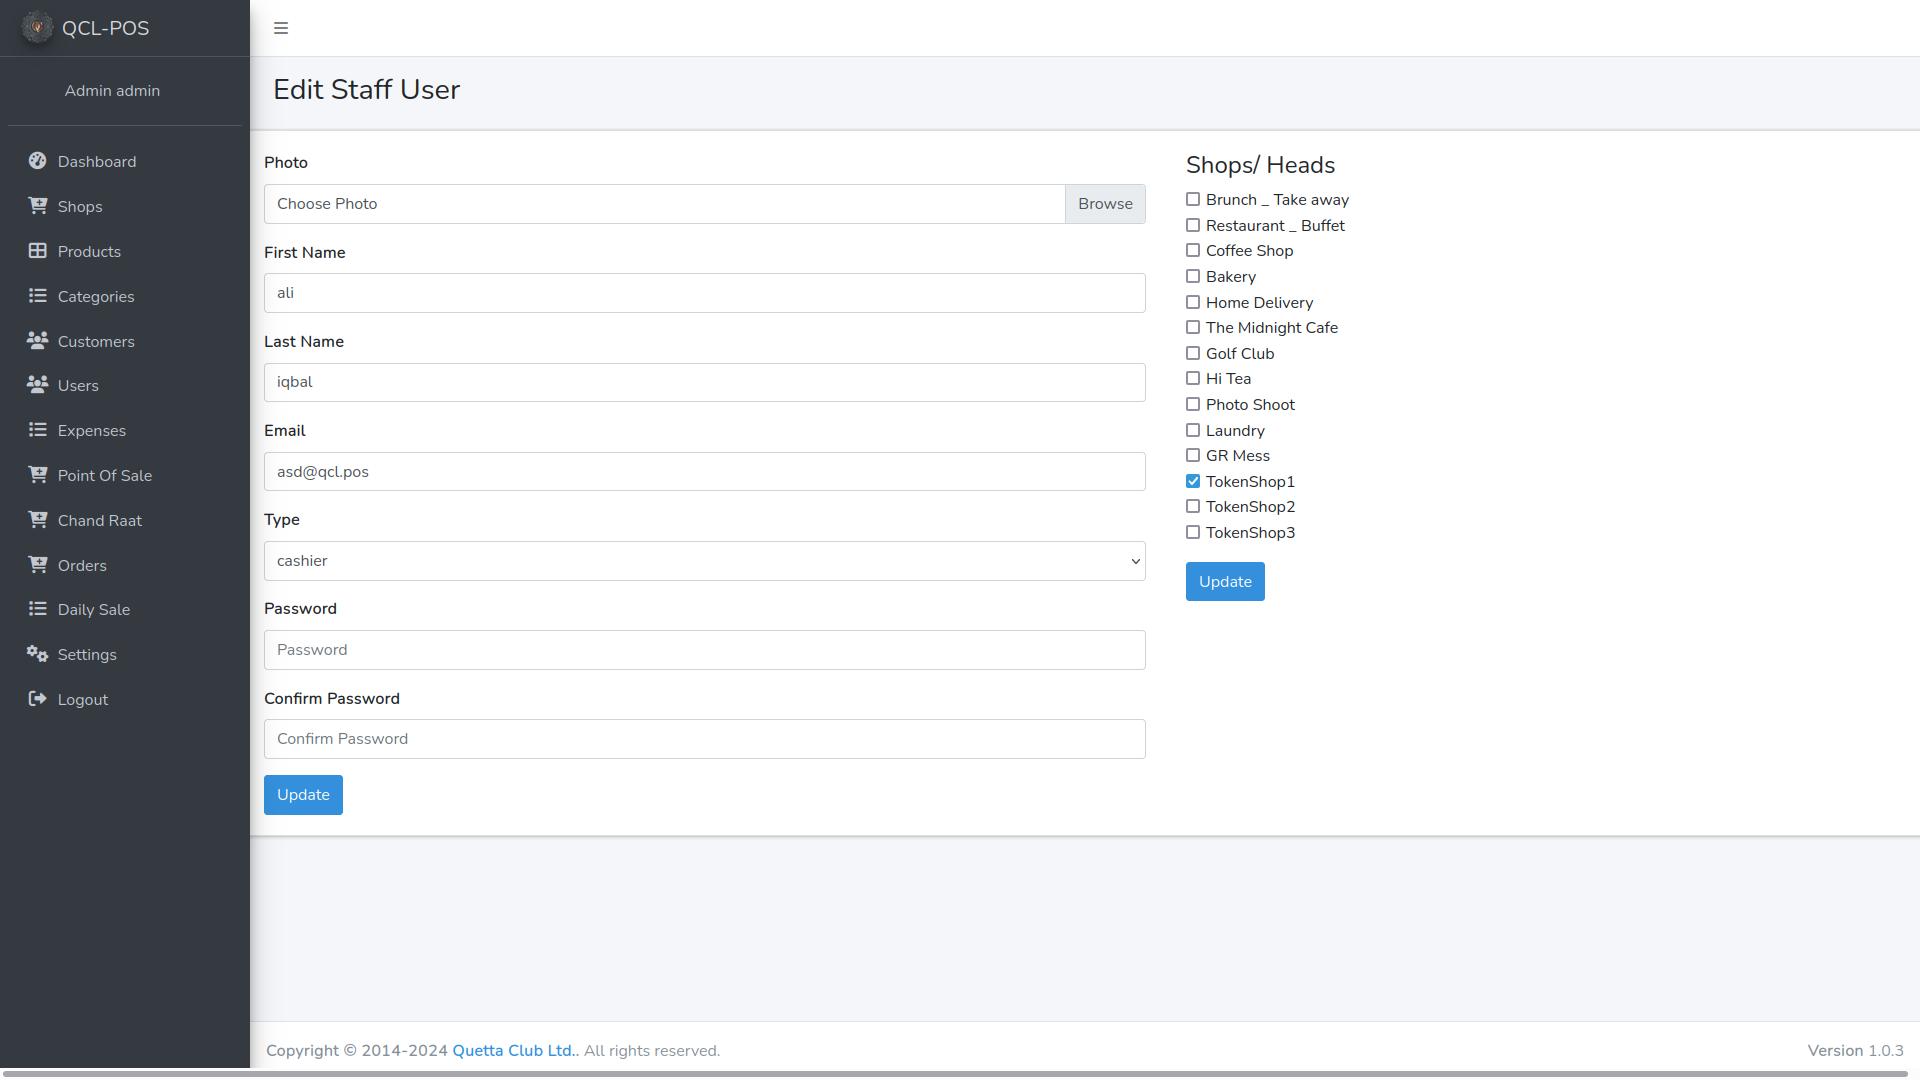 QCL-POS
Admin admin
Dashboard
Shops
Products
Categories
Customers
Users
Expenses
Point Of Sale
Chand Raat
Orders
Daily Sale
Settings
Logout
Edit Staff User
Photo
Choose Photo
Browse
First Name
ali
Last Name
iqbal
Email
asd@qcl.pos
Type
cashier
Password
Password
Confirm Password
Confirm Password
Update
Shops/ Heads
Brunch _ Take away
Restaurant _ Buffet
Coffee Shop
Bakery
Home Delivery
The Midnight Cafe
Golf Club
Hi Tea
Photo Shoot
Laundry
GR Mess
TokenShop1
TokenShop2
TokenShop3
Update
Copyright © 2014-2024 Quetta Club Ltd.. All rights reserved.
Version 1.0.3